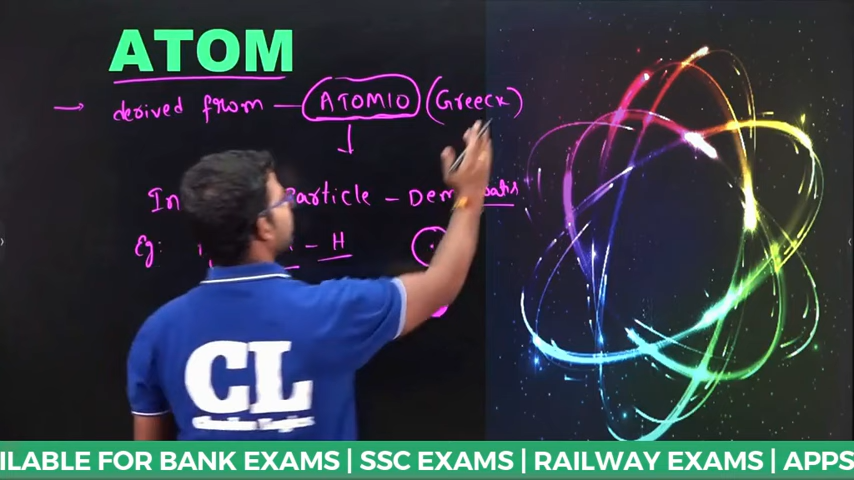 ATOM
→ derived from — ATOMIO (Greeck)
Particle - Dem
Eg: - H
CL
ILABLE FOR BANK EXAMS | SSC EXAMS | RAILWAY EXAMS | APPS